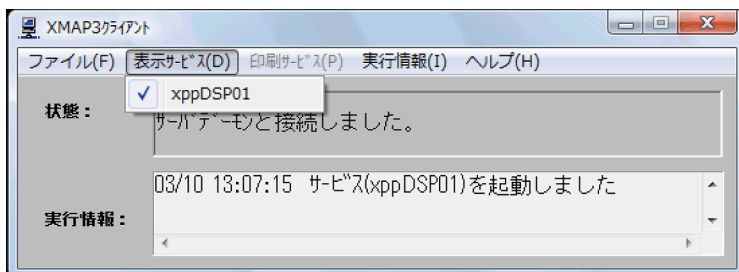 XMAP3ｸﾗｲｱﾝﾄ
ファイル(F) 表示ｻｰﾋﾞｽ(D) 印刷ｻｰﾋﾞｽ(P) 実行情報(I) ヘルプ(H)
xppDSP01
状態：
ｻｰﾊﾞﾃﾞｰﾓﾝと接続しました。
03/10 13:07:15 ｻｰﾋﾞｽ(xppDSP01)を起動しました
実行情報：